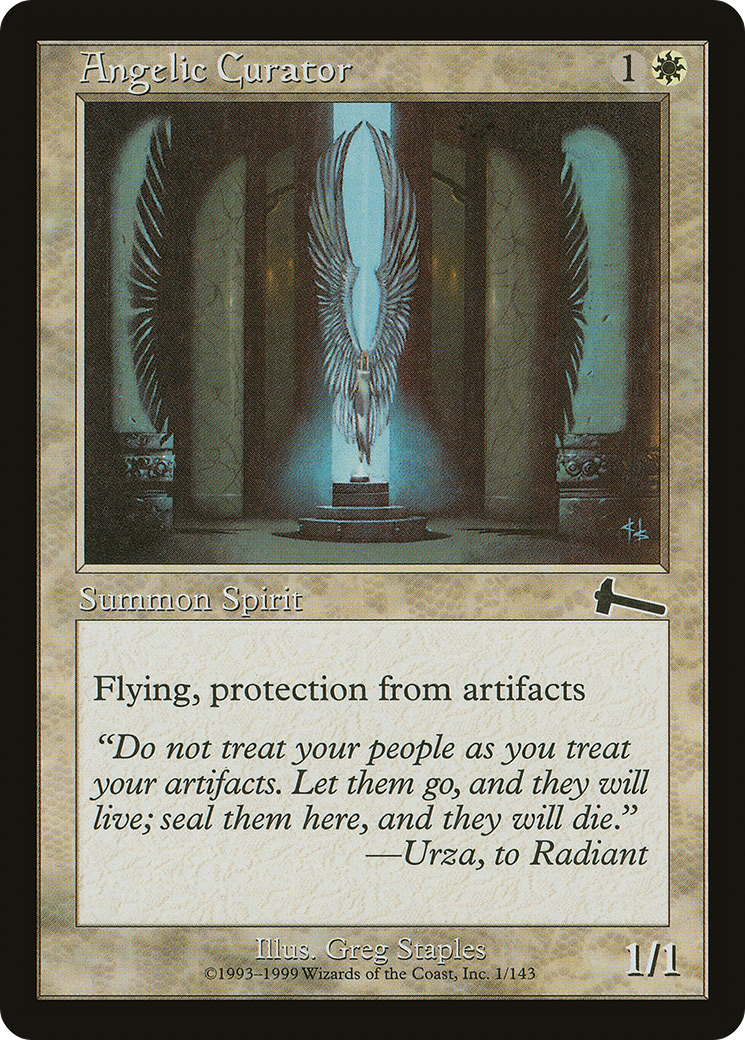 Angelic Curator 1
Summon Spirit
Flying, protection from artifacts
“Do not treat your people as you treat
your artifacts. Let them go, and they will
live; seal them here, and they will die.”
—Urza, to Radiant
Illus. Greg Staples
©1993–1999 Wizards of the Coast, Inc. 1/143
1/1